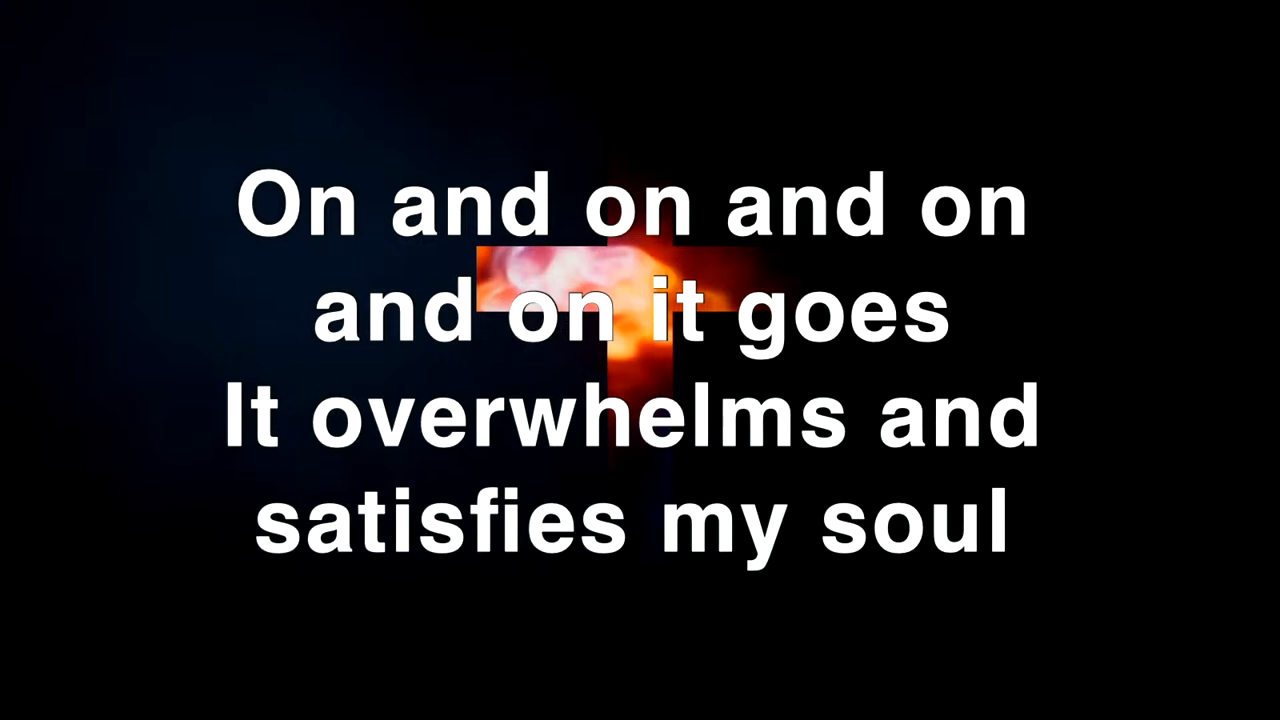 On and on and on
and on it goes
It overwhelms and
satisfies my soul